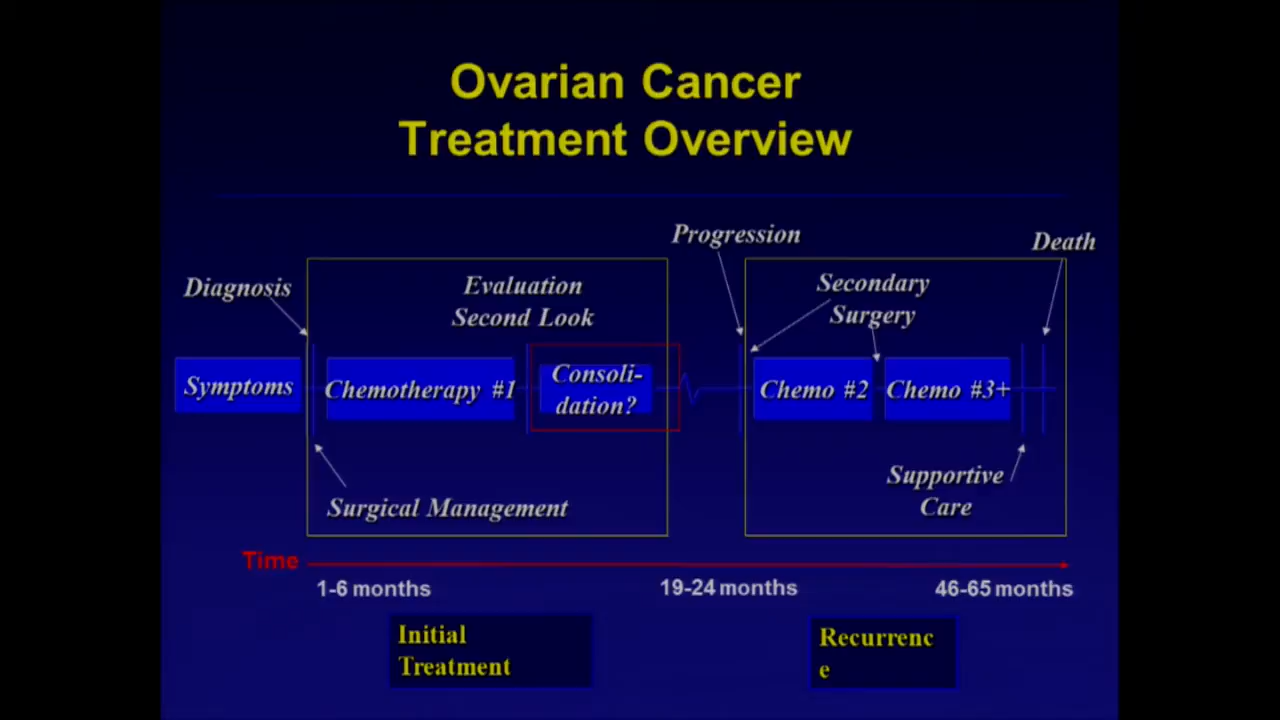 Ovarian Cancer
Treatment Overview
Progression
Death
Diagnosis
Evaluation
Second Look
Secondary
Surgery
Symptoms
Chemotherapy #1
Consoli-
dation?
Chemo #2
Chemo #3+
Supportive
Care
Surgical Management
Time
1-6 months
19-24 months
46-65 months
Initial
Treatment
Recurrenc
e